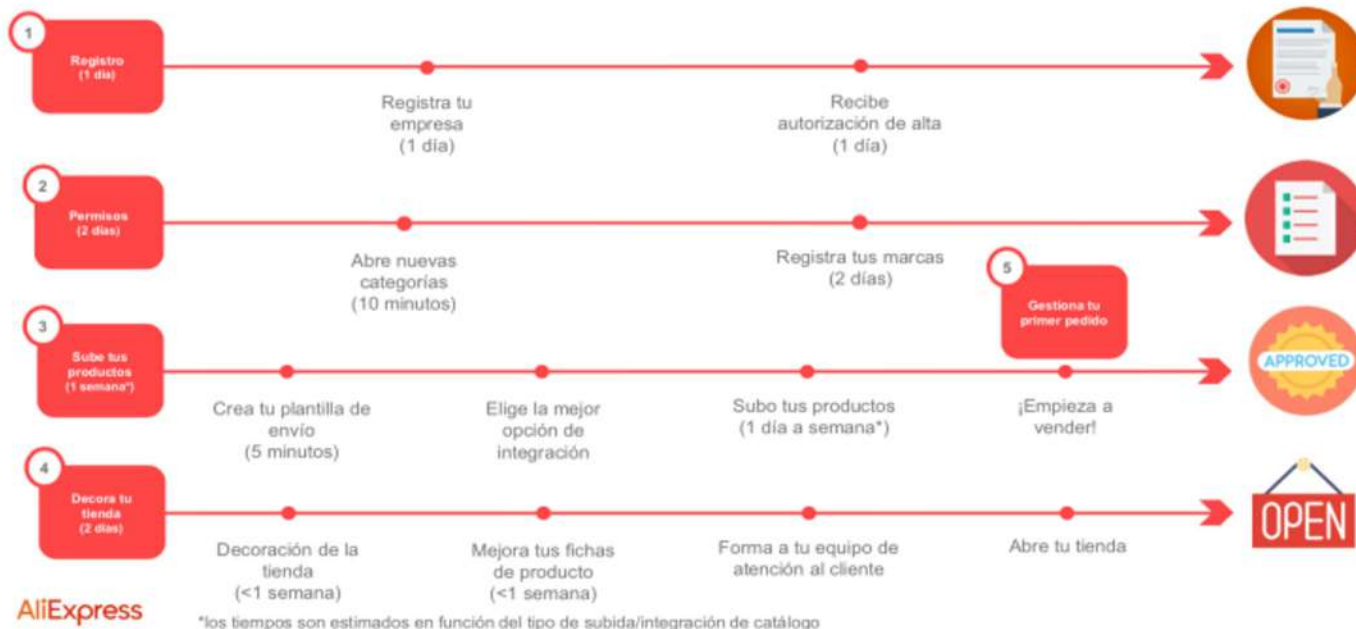 1
Registro
(1 día)
Registra tu
empresa
(1 día)
Recibe
autorización de alta
(1 día)
2
Permisos
(2 días)
Abre nuevas
categorías
(10 minutos)
Registra tus marcas
(2 días)
5
Gestiona tu
primer pedido
3
Sube tus
productos
(1 semana*)
Crea tu plantilla de
envío
(5 minutos)
Elige la mejor
opción de
integración
Subo tus productos
(1 día a semana*)
¡Empieza a
vender!
APPROVED
4
Decora tu
tienda
(2 días)
Decoración de la
tienda
(<1 semana)
Mejora tus fichas
de producto
(<1 semana)
Forma a tu equipo de
atención al cliente
Abre tu tienda
OPEN
AliExpress
*los tiempos son estimados en función del tipo de subida/integración de catálogo